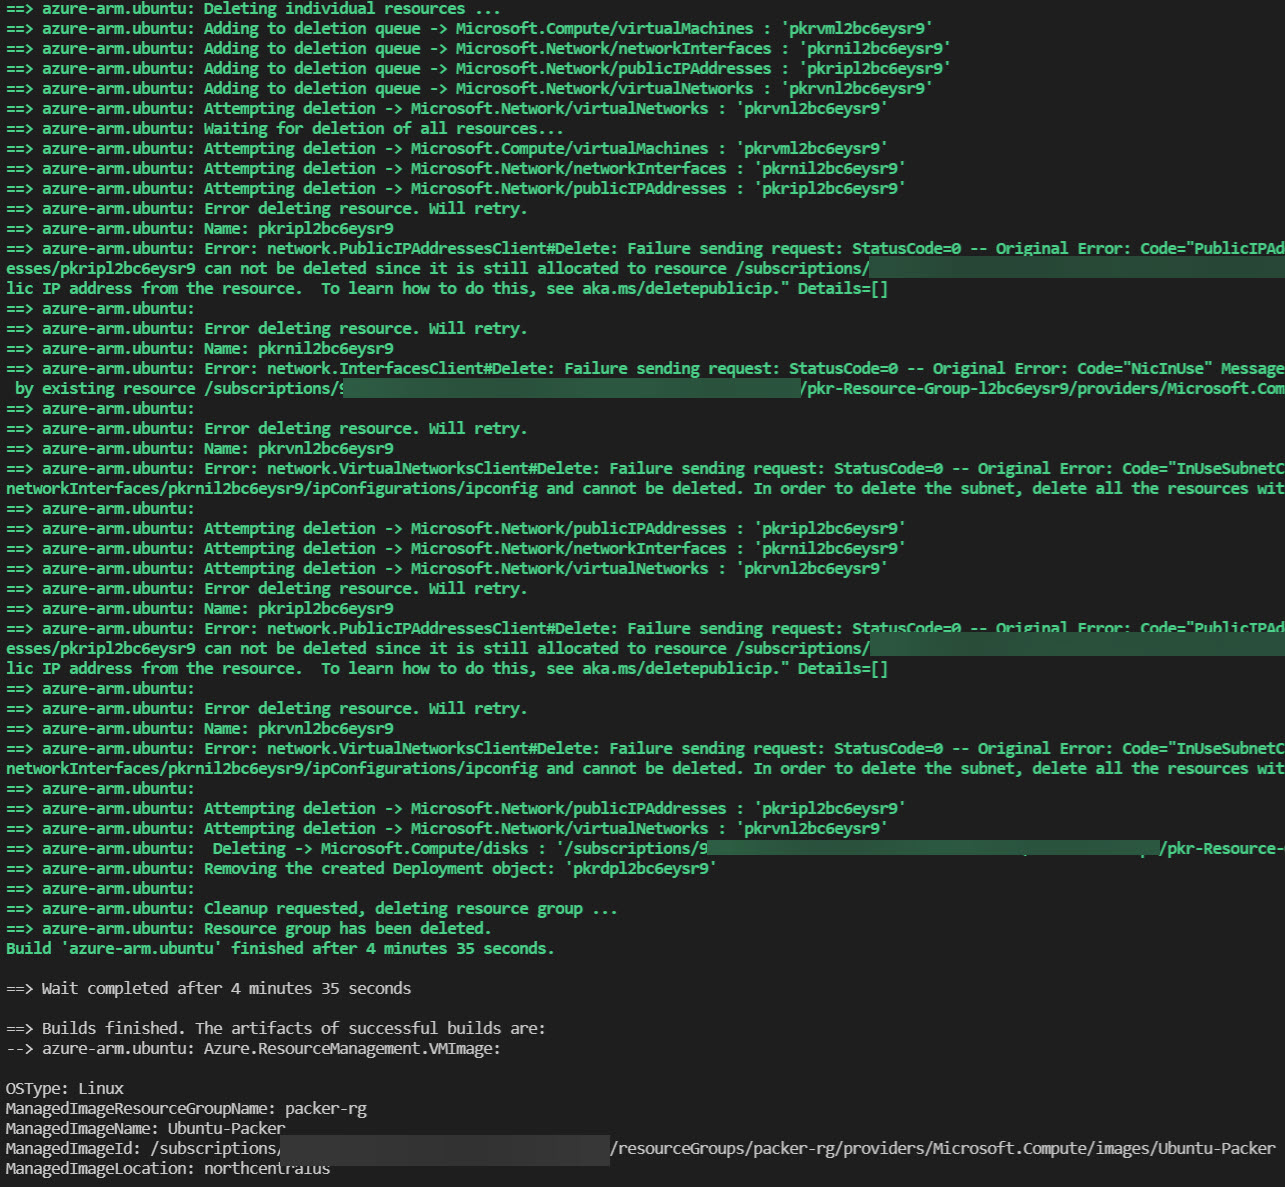 ==> azure-arm.ubuntu: Deleting individual resources ...
==> azure-arm.ubuntu: Adding to deletion queue -> Microsoft.Compute/virtualMachines : 'pkrvml2bc6eysr9'
==> azure-arm.ubuntu: Adding to deletion queue -> Microsoft.Network/networkInterfaces : 'pkrnil2bc6eysr9'
==> azure-arm.ubuntu: Adding to deletion queue -> Microsoft.Network/publicIPAddresses : 'pkripl2bc6eysr9'
==> azure-arm.ubuntu: Adding to deletion queue -> Microsoft.Network/virtualNetworks : 'pkrvnl2bc6eysr9'
==> azure-arm.ubuntu: Attempting deletion -> Microsoft.Network/virtualNetworks : 'pkrvnl2bc6eysr9'
==> azure-arm.ubuntu: Waiting for deletion of all resources...
==> azure-arm.ubuntu: Attempting deletion -> Microsoft.Compute/virtualMachines : 'pkrvml2bc6eysr9'
==> azure-arm.ubuntu: Attempting deletion -> Microsoft.Network/networkInterfaces : 'pkrnil2bc6eysr9'
==> azure-arm.ubuntu: Attempting deletion -> Microsoft.Network/publicIPAddresses : 'pkripl2bc6eysr9'
==> azure-arm.ubuntu: Error deleting resource. Will retry.
==> azure-arm.ubuntu: Name: pkripl2bc6eysr9
==> azure-arm.ubuntu: Error: network.PublicIPAddressesClient#Delete: Failure sending request: StatusCode=0 -- Original Error: Code="PublicIPAd
esses/pkripl2bc6eysr9 can not be deleted since it is still allocated to resource /subscriptions/
lic IP address from the resource.  To learn how to do this, see aka.ms/deletepublicip." Details=[]
==> azure-arm.ubuntu:
==> azure-arm.ubuntu: Error deleting resource. Will retry.
==> azure-arm.ubuntu: Name: pkrnil2bc6eysr9
==> azure-arm.ubuntu: Error: network.InterfacesClient#Delete: Failure sending request: StatusCode=0 -- Original Error: Code="NicInUse" Message
by existing resource /subscriptions/9 /pkr-Resource-Group-l2bc6eysr9/providers/Microsoft.Com
==> azure-arm.ubuntu:
==> azure-arm.ubuntu: Error deleting resource. Will retry.
==> azure-arm.ubuntu: Name: pkrvnl2bc6eysr9
==> azure-arm.ubuntu: Error: network.VirtualNetworksClient#Delete: Failure sending request: StatusCode=0 -- Original Error: Code="InUseSubnetC
networkInterfaces/pkrnil2bc6eysr9/ipConfigurations/ipconfig and cannot be deleted. In order to delete the subnet, delete all the resources wit
==> azure-arm.ubuntu:
==> azure-arm.ubuntu: Attempting deletion -> Microsoft.Network/publicIPAddresses : 'pkripl2bc6eysr9'
==> azure-arm.ubuntu: Attempting deletion -> Microsoft.Network/networkInterfaces : 'pkrnil2bc6eysr9'
==> azure-arm.ubuntu: Attempting deletion -> Microsoft.Network/virtualNetworks : 'pkrvnl2bc6eysr9'
==> azure-arm.ubuntu: Error deleting resource. Will retry.
==> azure-arm.ubuntu: Name: pkripl2bc6eysr9
==> azure-arm.ubuntu: Error: network.PublicIPAddressesClient#Delete: Failure sending request: StatusCode=0 -- Original Error: Code="PublicIPAd
esses/pkripl2bc6eysr9 can not be deleted since it is still allocated to resource /subscriptions/
lic IP address from the resource.  To learn how to do this, see aka.ms/deletepublicip." Details=[]
==> azure-arm.ubuntu:
==> azure-arm.ubuntu: Error deleting resource. Will retry.
==> azure-arm.ubuntu: Name: pkrvnl2bc6eysr9
==> azure-arm.ubuntu: Error: network.VirtualNetworksClient#Delete: Failure sending request: StatusCode=0 -- Original Error: Code="InUseSubnetC
networkInterfaces/pkrnil2bc6eysr9/ipConfigurations/ipconfig and cannot be deleted. In order to delete the subnet, delete all the resources wit
==> azure-arm.ubuntu:
==> azure-arm.ubuntu: Attempting deletion -> Microsoft.Network/publicIPAddresses : 'pkripl2bc6eysr9'
==> azure-arm.ubuntu: Attempting deletion -> Microsoft.Network/virtualNetworks : 'pkrvnl2bc6eysr9'
==> azure-arm.ubuntu:  Deleting -> Microsoft.Compute/disks : '/subscriptions/9 /pkr-Resource-
==> azure-arm.ubuntu: Removing the created Deployment object: 'pkrdpl2bc6eysr9'
==> azure-arm.ubuntu:
==> azure-arm.ubuntu: Cleanup requested, deleting resource group ...
==> azure-arm.ubuntu: Resource group has been deleted.
Build 'azure-arm.ubuntu' finished after 4 minutes 35 seconds.
==> Wait completed after 4 minutes 35 seconds
==> Builds finished. The artifacts of successful builds are:
--> azure-arm.ubuntu: Azure.ResourceManagement.VMImage:
OSType: Linux
ManagedImageResourceGroupName: packer-rg
ManagedImageName: Ubuntu-Packer
ManagedImageId: /subscriptions/ /resourceGroups/packer-rg/providers/Microsoft.Compute/images/Ubuntu-Packer
ManagedImageLocation: northcentralus